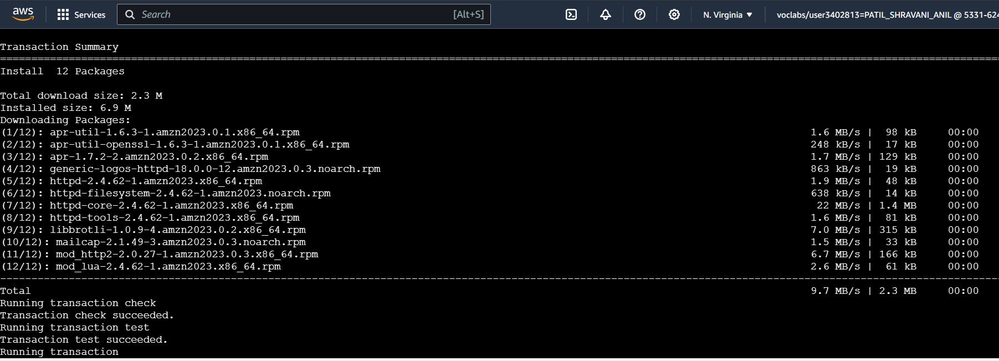 aws Services Search [Alt+S] N. Virginia voclabs/user3402813=PATIL_SHRAVANI_ANIL @ 5331-624
Transaction Summary
================================================================================
Install  12 Packages
Total download size: 2.3 M
Installed size: 6.9 M
Downloading Packages:
(1/12): apr-util-1.6.3-1.amzn2023.0.1.x86_64.rpm 1.6 MB/s |  98 kB 00:00
(2/12): apr-util-openssl-1.6.3-1.amzn2023.0.1.x86_64.rpm 248 kB/s |  17 kB 00:00
(3/12): apr-1.7.2-2.amzn2023.0.2.x86_64.rpm 1.7 MB/s | 129 kB 00:00
(4/12): generic-logos-httpd-18.0.0-12.amzn2023.0.3.noarch.rpm 863 kB/s |  19 kB 00:00
(5/12): httpd-2.4.62-1.amzn2023.x86_64.rpm 1.9 MB/s |  48 kB 00:00
(6/12): httpd-filesystem-2.4.62-1.amzn2023.noarch.rpm 638 kB/s |  14 kB 00:00
(7/12): httpd-core-2.4.62-1.amzn2023.x86_64.rpm 22 MB/s | 1.4 MB 00:00
(8/12): httpd-tools-2.4.62-1.amzn2023.x86_64.rpm 1.6 MB/s |  81 kB 00:00
(9/12): libbrotli-1.0.9-4.amzn2023.0.2.x86_64.rpm 7.0 MB/s | 315 kB 00:00
(10/12): mailcap-2.1.49-3.amzn2023.0.3.noarch.rpm 1.5 MB/s |  33 kB 00:00
(11/12): mod_http2-2.0.27-1.amzn2023.0.3.x86_64.rpm 6.7 MB/s | 166 kB 00:00
(12/12): mod_lua-2.4.62-1.amzn2023.x86_64.rpm 2.6 MB/s |  61 kB 00:00
--------------------------------------------------------------------------------
Total 9.7 MB/s | 2.3 MB 00:00
Running transaction check
Transaction check succeeded.
Running transaction test
Transaction test succeeded.
Running transaction